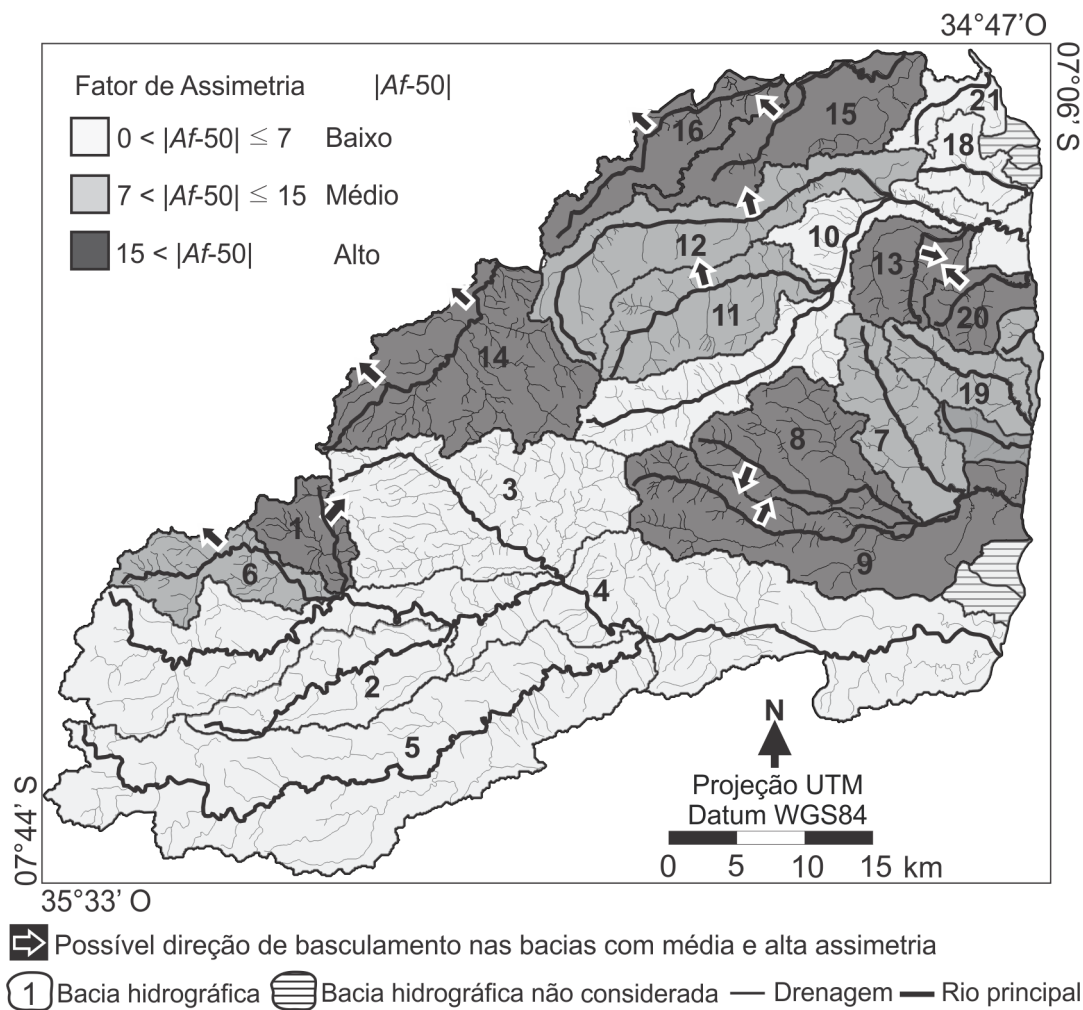 34°47'O
07°06' S
Fator de Assimetria |Af-50|
0 < |Af-50| ≤ 7 Baixo
7 < |Af-50| ≤ 15 Médio
15 < |Af-50| Alto
21
15
16
18
10
12
13
11
20
14
19
8
7
3
1
9
6
4
2
5
N
Projeção UTM
Datum WGS84
0 5 10 15 km
07°44' S
35°33' O
Possível direção de basculamento nas bacias com média e alta assimetria
1 Bacia hidrográfica Bacia hidrográfica não considerada Drenagem Rio principal